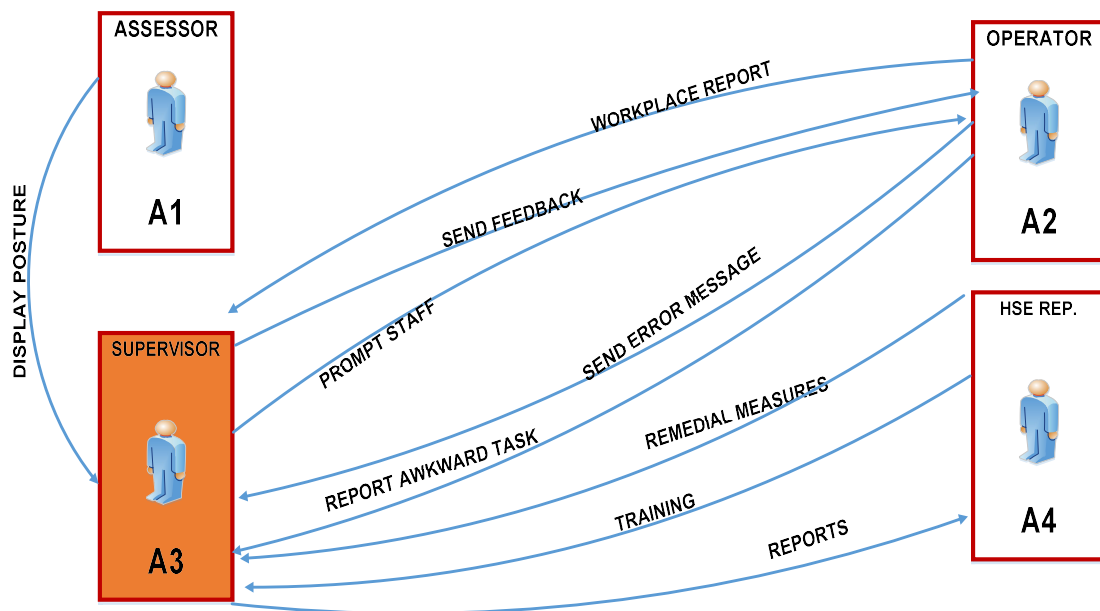 ASSESSOR
A1
OPERATOR
A2
WORKPLACE REPORT
SEND FEEDBACK
PROMPT STAFF
SEND ERROR MESSAGE
DISPLAY POSTURE
SUPERVISOR
A3
HSE REP.
A4
REMEDIAL MEASURES
REPORT AWKWARD TASK
TRAINING
REPORTS